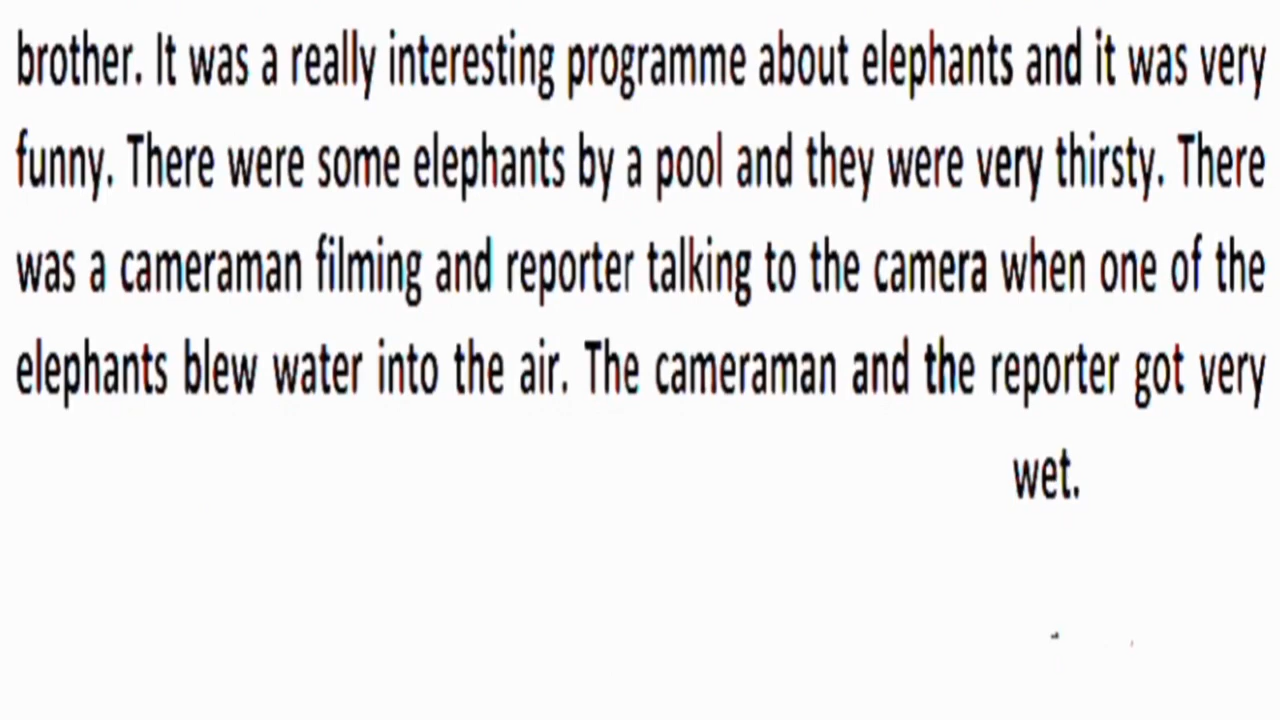 brother. It was a really interesting programme about elephants and it was very
funny. There were some elephants by a pool and they were very thirsty. There
was a cameraman filming and reporter talking to the camera when one of the
elephants blew water into the air. The cameraman and the reporter got very
wet.